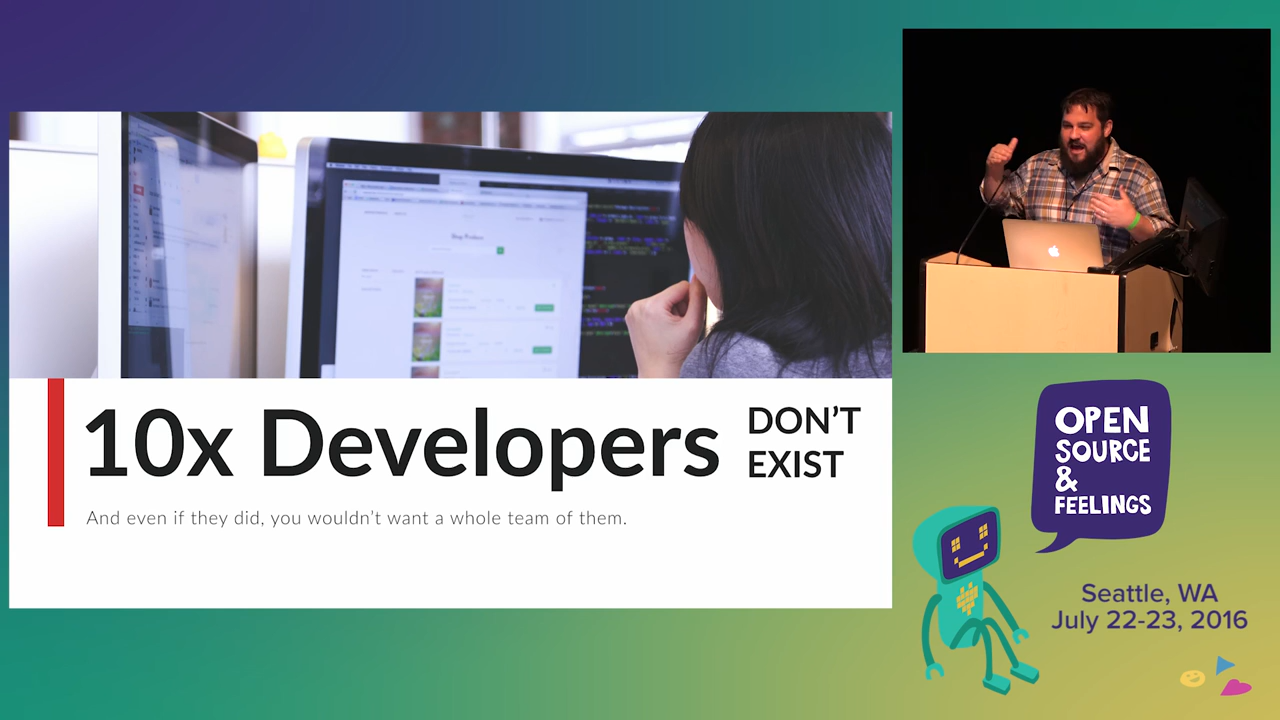 10x Developers
DON'T
EXIST
And even if they did, you wouldn't want a whole team of them.
OPEN
SOURCE
&
FEELINGS
Seattle, WA
July 22-23, 2016